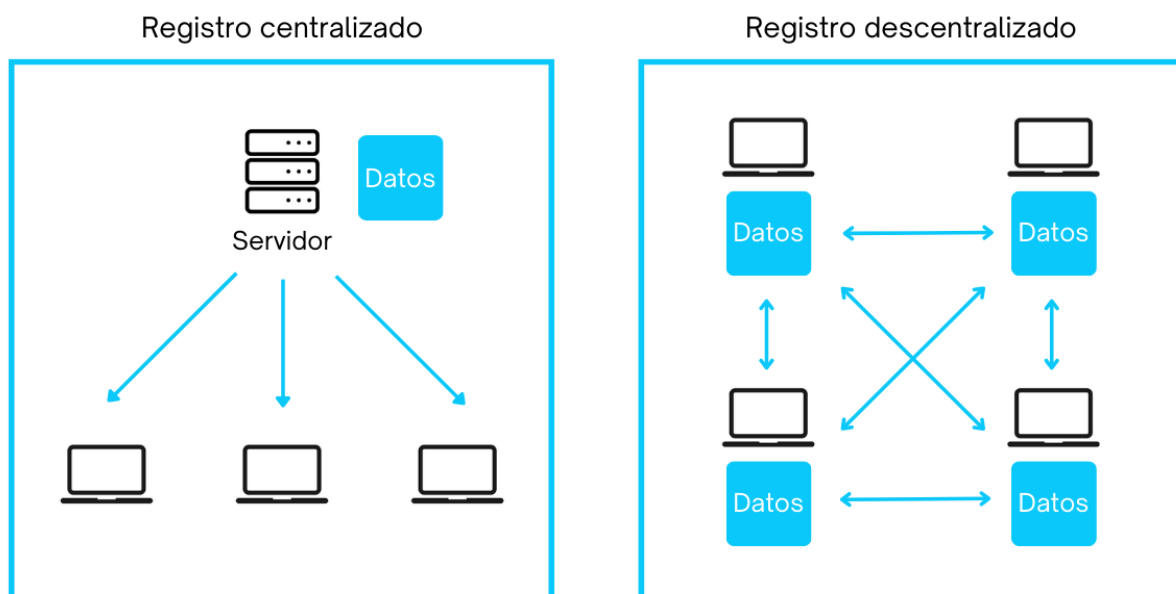 Registro centralizado
Registro descentralizado
Datos
Servidor
Datos
Datos
Datos
Datos